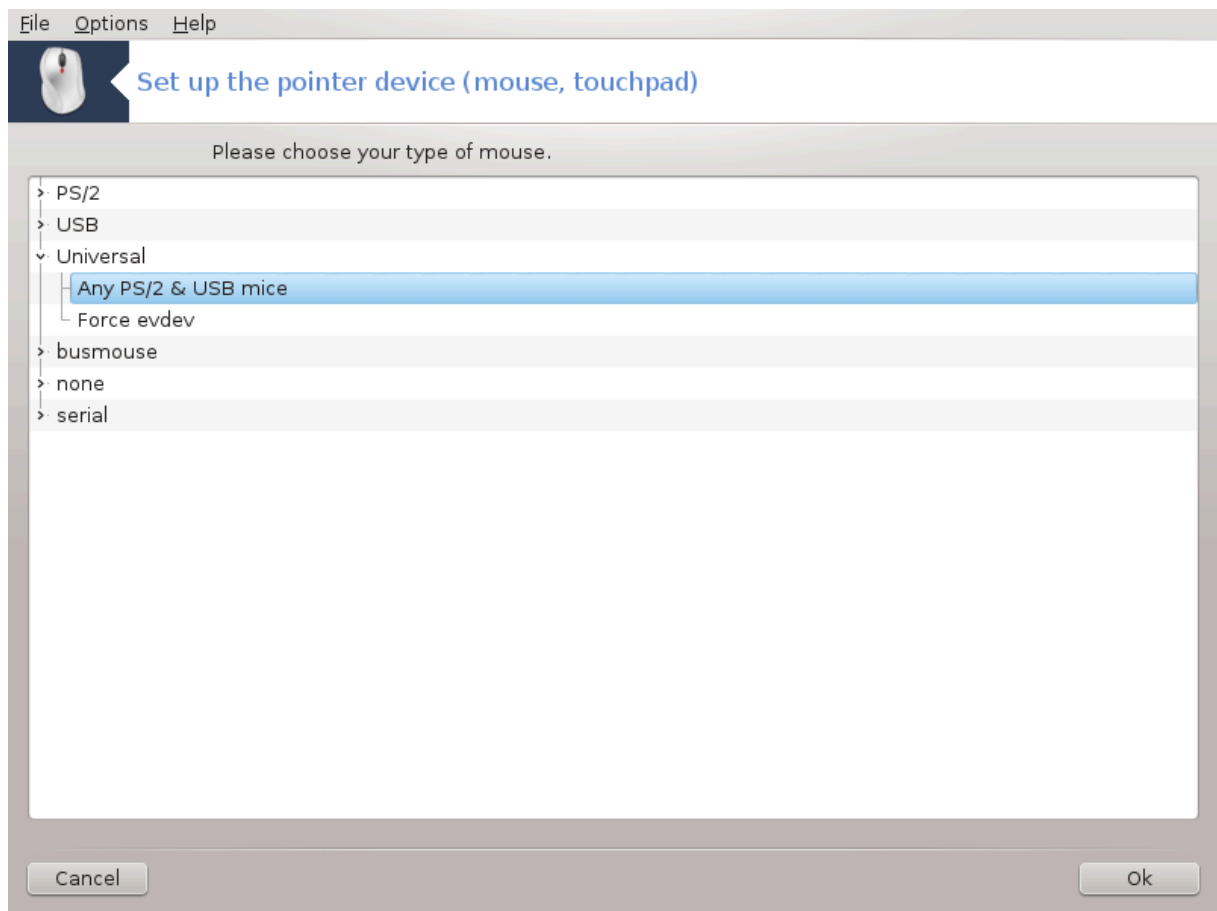 File Options Help
Set up the pointer device (mouse, touchpad)
Please choose your type of mouse.
PS/2
USB
Universal
Any PS/2 & USB mice
Force evdev
busmouse
none
serial
Cancel Ok